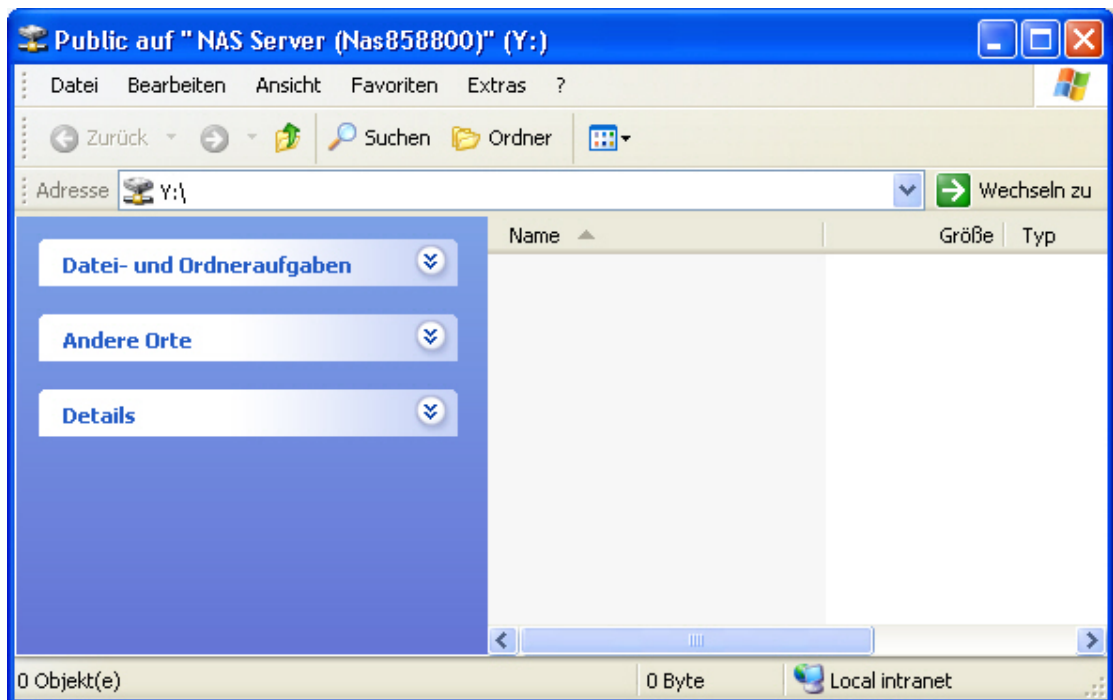 Public auf " NAS Server (Nas858800)" (Y:)
Datei Bearbeiten Ansicht Favoriten Extras ?
Zurück Suchen Ordner
Adresse Y:\ Wechseln zu
Name Größe Typ
Datei- und Ordneraufgaben
Andere Orte
Details
0 Objekt(e) 0 Byte Local intranet